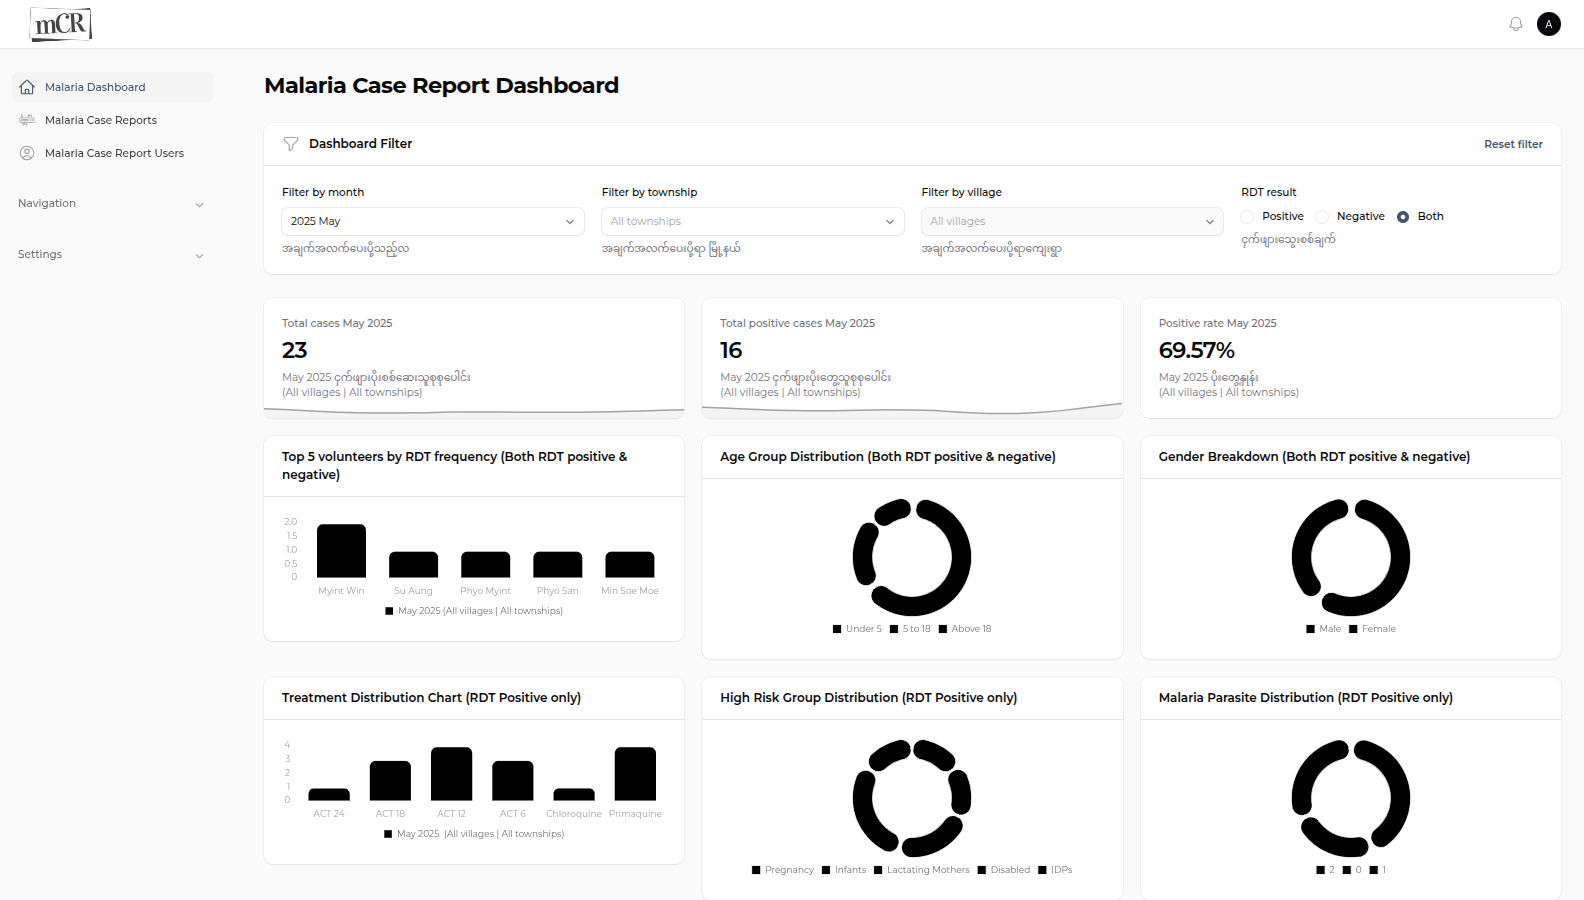 mCR
A
Malaria Dashboard
Malaria Case Reports
Malaria Case Report Users
Navigation
Settings
Malaria Case Report Dashboard
Dashboard Filter
Reset filter
Filter by month
2025 May
အချက်အလက်ပေးပို့သည့်လ
Filter by township
All townships
အချက်အလက်ပေးပို့ရာ မြို့နယ်
Filter by village
All villages
အချက်အလက်ပေးပို့ရာကျေးရွာ
RDT result
Positive Negative Both
ငှက်ဖျားသွေးစစ်ချက်
Total cases May 2025
23
May 2025 ငှက်ဖျားပိုးစစ်ဆေးသူစုစုပေါင်း
(All villages | All townships)
Total positive cases May 2025
16
May 2025 ငှက်ဖျားပိုးတွေ့သူစုစုပေါင်း
(All villages | All townships)
Positive rate May 2025
69.57%
May 2025 ပိုးတွေ့နှုန်း
(All villages | All townships)
Top 5 volunteers by RDT frequency (Both RDT positive &
negative)
2.0
1.5
1.0
0.5
0
Myint Win Su Aung Phyo Myint Phyo San Min Soe Moe
May 2025 (All villages | All townships)
Age Group Distribution (Both RDT positive & negative)
Under 5 5 to 18 Above 18
Gender Breakdown (Both RDT positive & negative)
Male Female
Treatment Distribution Chart (RDT Positive only)
4
3
2
1
0
ACT 24 ACT 18 ACT 12 ACT 6 Chloroquine Primaquine
May 2025 (All villages | All townships)
High Risk Group Distribution (RDT Positive only)
Pregnancy Infants Lactating Mothers Disabled IDPs
Malaria Parasite Distribution (RDT Positive only)
2 0 1